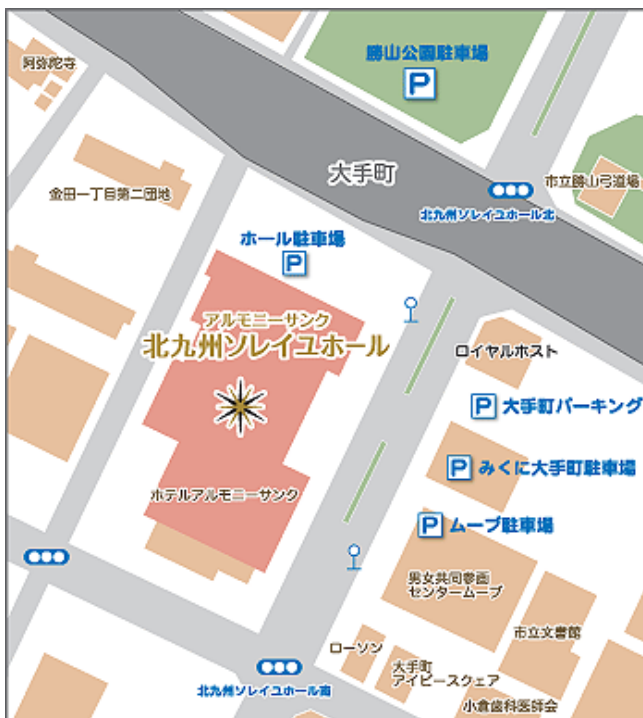 勝山公園駐車場
P
阿弥陀寺
大手町
市立勝山弓道場
金田一丁目第二団地
北九州ソレイユホール北
ホール駐車場
P
アルモニーサンク
北九州ソレイユホール
ロイヤルホスト
P 大手町パーキング
P みくに大手町駐車場
ホテルアルモニーサンク
P ムーブ駐車場
男女共同参画
センタームーブ
市立文書館
ローソン
大手町
アイピースクェア
北九州ソレイユホール南
小倉歯科医師会